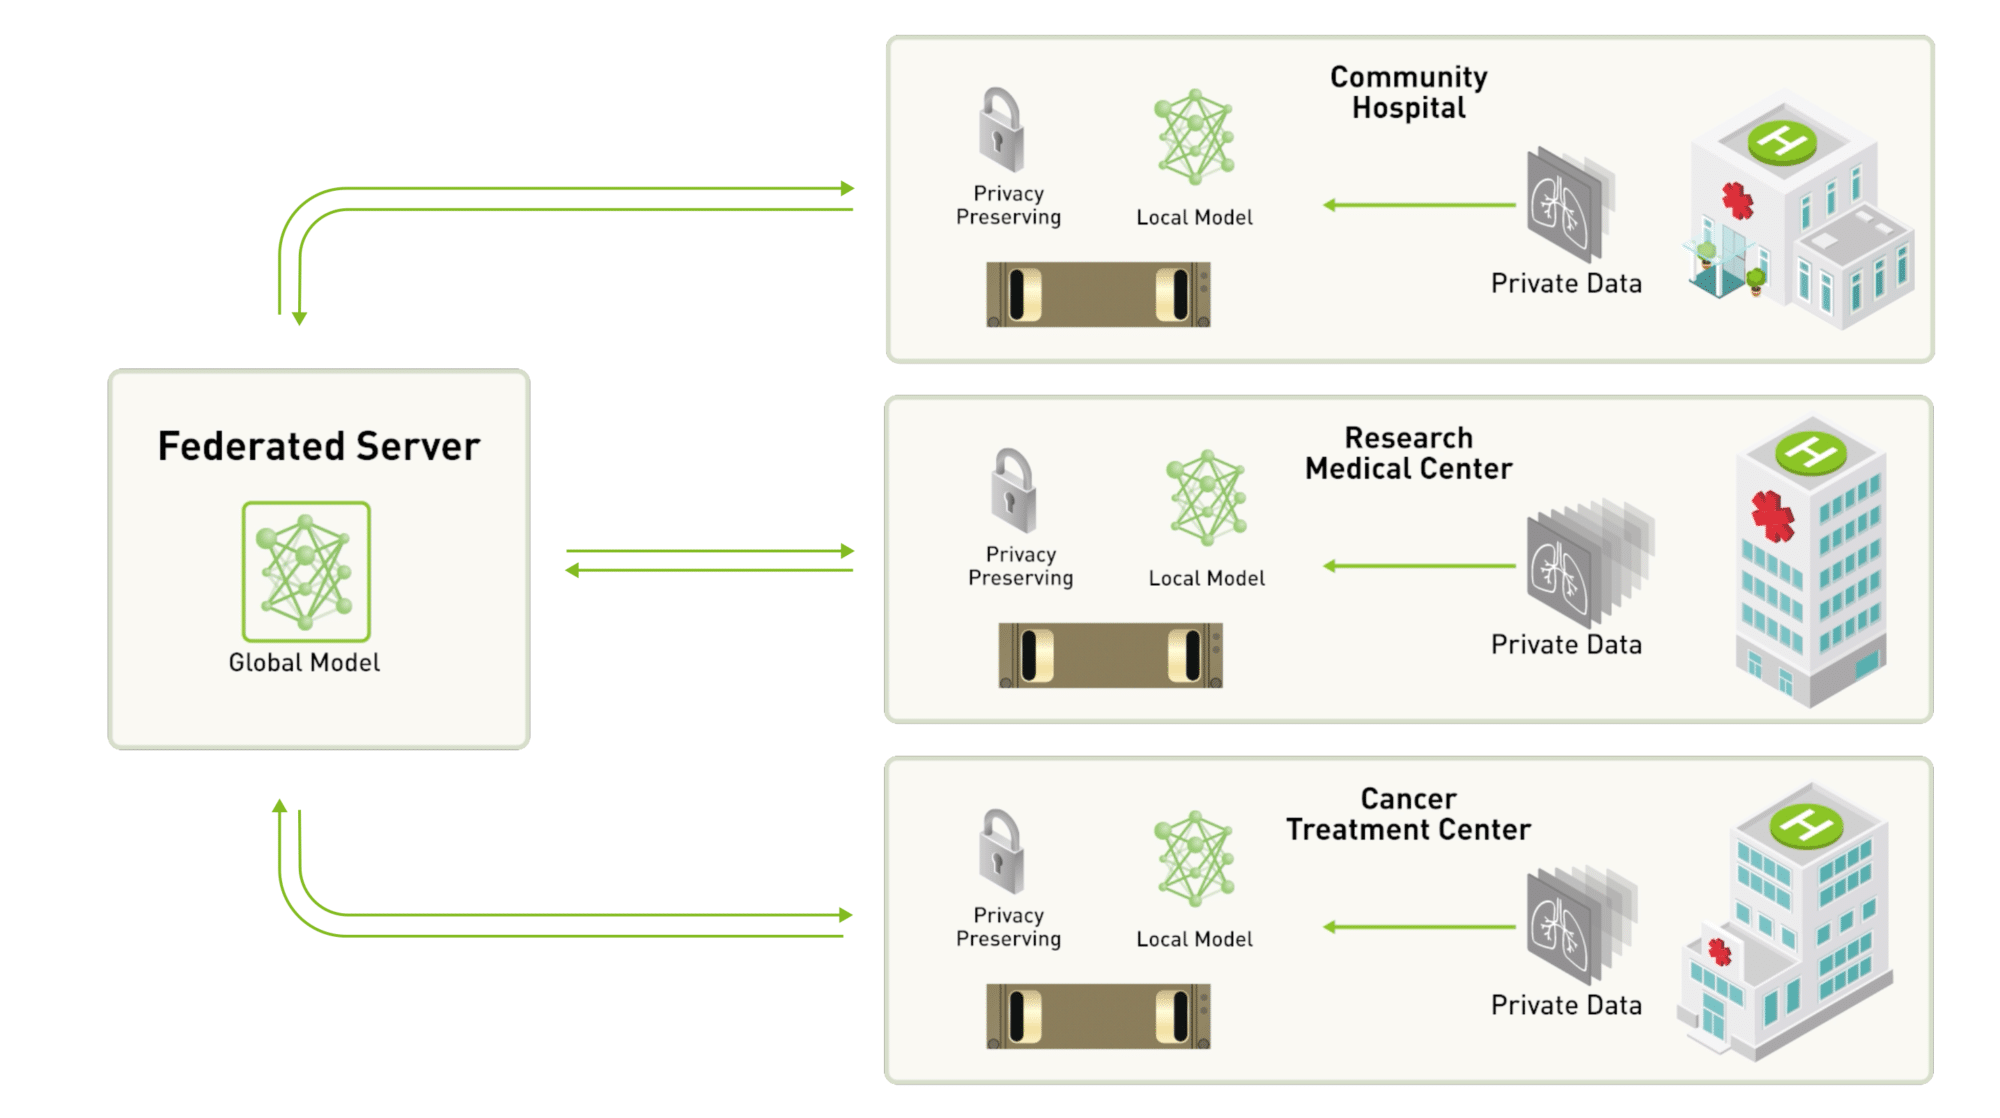 Federated Server
Global Model
Community
Hospital
Privacy
Preserving
Local Model
Private Data
H
Research
Medical Center
Privacy
Preserving
Local Model
Private Data
H
Cancer
Treatment Center
Privacy
Preserving
Local Model
Private Data
H